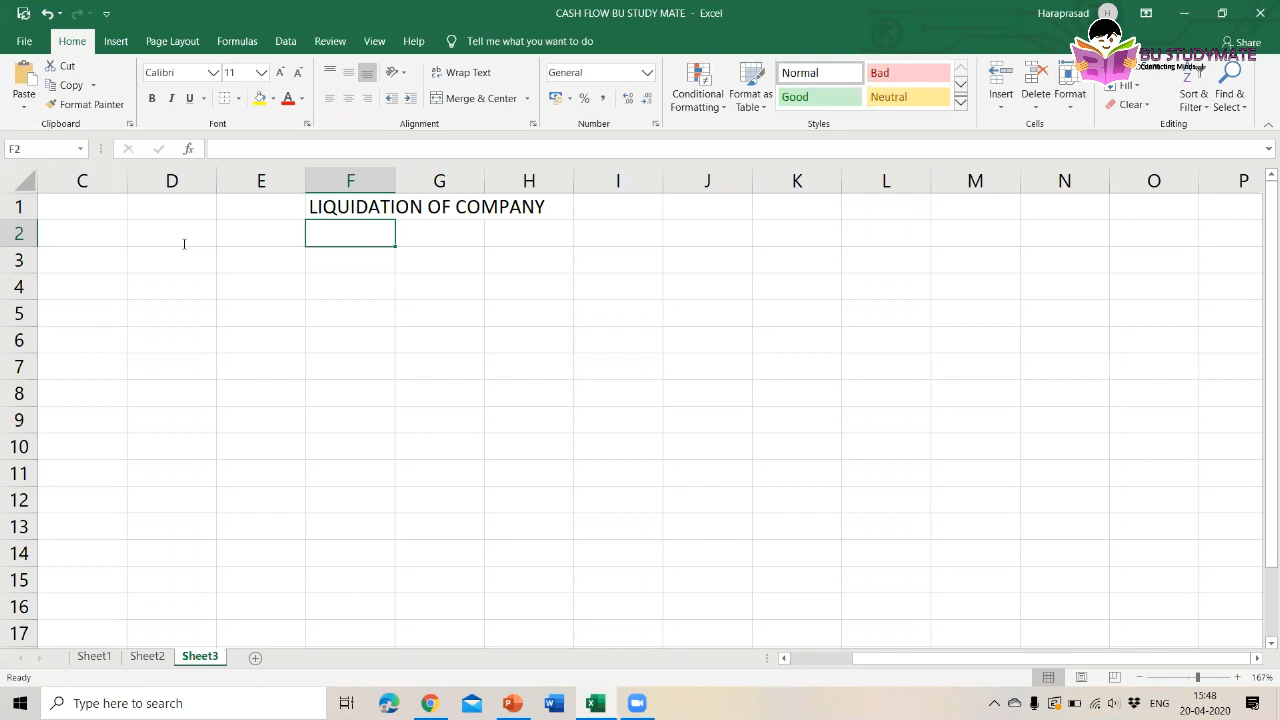 CASH FLOW BU STUDY MATE - Excel
Haraprasad
H
File Home Insert Page Layout Formulas Data Review View Help Tell me what you want to do Share
BU STUDYMATE
Connecting Minds
Paste
Cut
Copy
Format Painter
Clipboard
Calibri 11
B I U
Font
Wrap Text
Merge & Center
Alignment
General
Number
Conditional Formatting
Format as Table
Normal Bad
Good Neutral
Styles
Insert Delete Format
Cells
Fill
Clear
Sort & Filter
Find & Select
Editing
F2
fx
C D E F G H I J K L M N O P
1 LIQUIDATION OF COMPANY
2
3
4
5
6
7
8
9
10
11
12
13
14
15
16
17
Sheet1 Sheet2 Sheet3
Ready
167%
Type here to search
ENG
15:48
20-04-2020